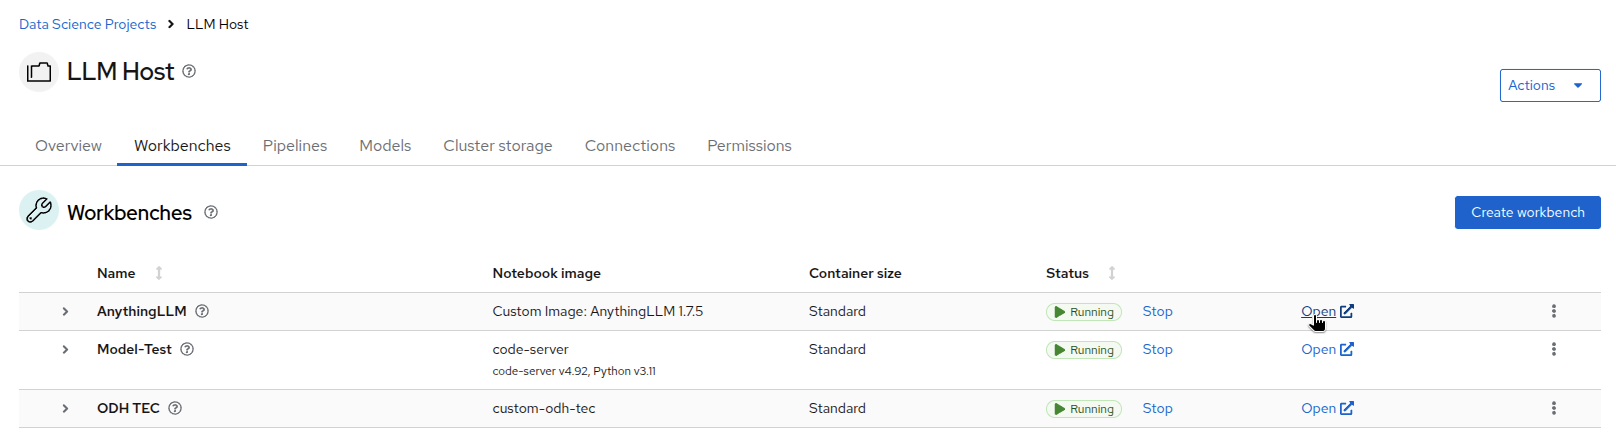 Data Science Projects > LLM Host
LLM Host
Actions
Overview Workbenches Pipelines Models Cluster storage Connections Permissions
Workbenches Create workbench
Name Notebook image Container size Status
AnythingLLM Custom Image: AnythingLLM 1.7.5 Standard Running Stop Open
Model-Test code-server Standard Running Stop Open
code-server v4.92, Python v3.11
ODH TEC custom-odh-tec Standard Running Stop Open